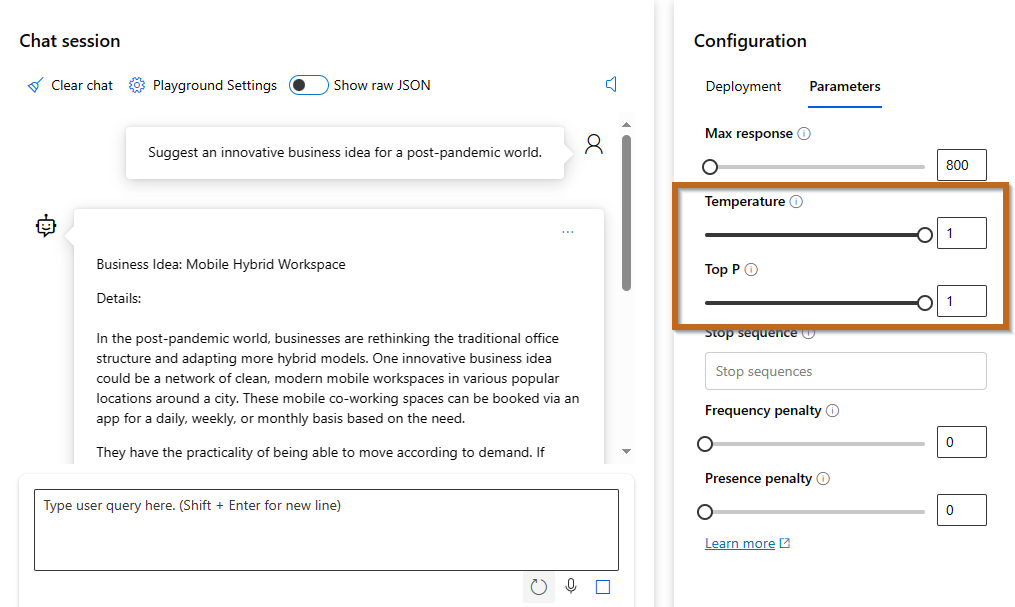 Chat session
Clear chat
Playground Settings
Show raw JSON
Suggest an innovative business idea for a post-pandemic world.
...
Business Idea: Mobile Hybrid Workspace
Details:
In the post-pandemic world, businesses are rethinking the traditional office
structure and adapting more hybrid models. One innovative business idea
could be a network of clean, modern mobile workspaces in various popular
locations around a city. These mobile co-working spaces can be booked via an
app for a daily, weekly, or monthly basis based on the need.
They have the practicality of being able to move according to demand. If
Type user query here. (Shift + Enter for new line)
Configuration
Deployment
Parameters
Max response
800
Temperature
1
Top P
1
Stop sequence
Stop sequences
Frequency penalty
0
Presence penalty
0
Learn more